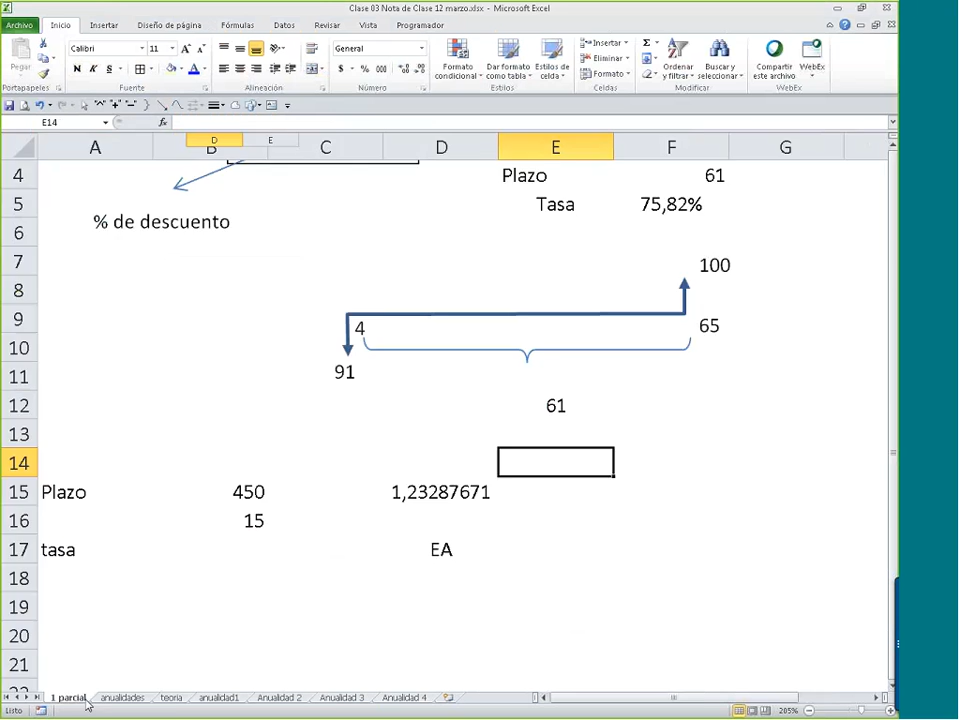 Clase 03 Nota de Clase 12 marzo.xlsx - Microsoft Excel
Archivo Inicio Insertar Diseño de página Fórmulas Datos Revisar Vista Programador
Calibri 11 General
Pegar
N K S
$ % 000
Formato condicional Dar formato como tabla Estilos de celda
Insertar
Eliminar
Formato
Ordenar y filtrar Buscar y seleccionar Compartir este archivo WebEx
Portapapeles Fuente Alineación Número Estilos Celdas Modificar WebEx
E14 fx
D E
A B C D E F G
4 Plazo 61
5 Tasa 75,82%
% de descuento
6
7 100
8
9 4 65
10
11 91
12 61
13
14
15 Plazo 450 1,23287671
16 15
17 tasa EA
18
19
20
21
22
1 parcial anualidades teoria anualidad1 Anualidad 2 Anualidad 3 Anualidad 4
Listo 285%